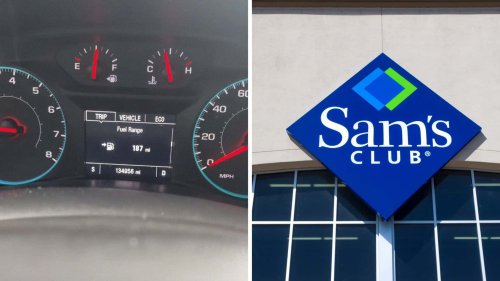 E F
C H
TRIP VEHICLE ECO
Fuel Range
187 mi
S 134956 mi D
4
5
6
7
8
60
40
20
0
MPH
Sam's
CLUB®